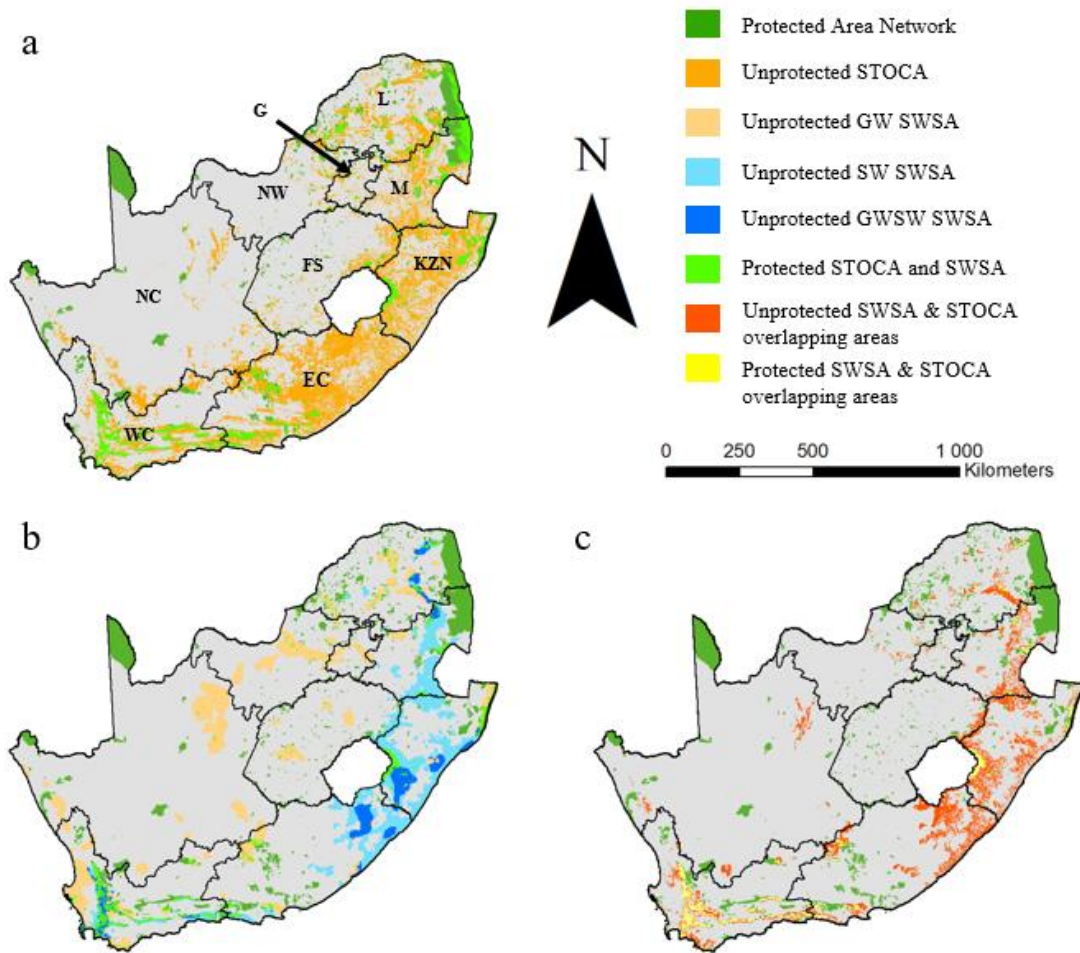 a
Protected Area Network
Unprotected STOCA
Unprotected GW SWSA
Unprotected SW SWSA
Unprotected GWSW SWSA
Protected STOCA and SWSA
Unprotected SWSA & STOCA
overlapping areas
Protected SWSA & STOCA
overlapping areas
L
G
N
NW
M
FS
KZN
NC
EC
WC
0 250 500 1 000
Kilometers
b
c